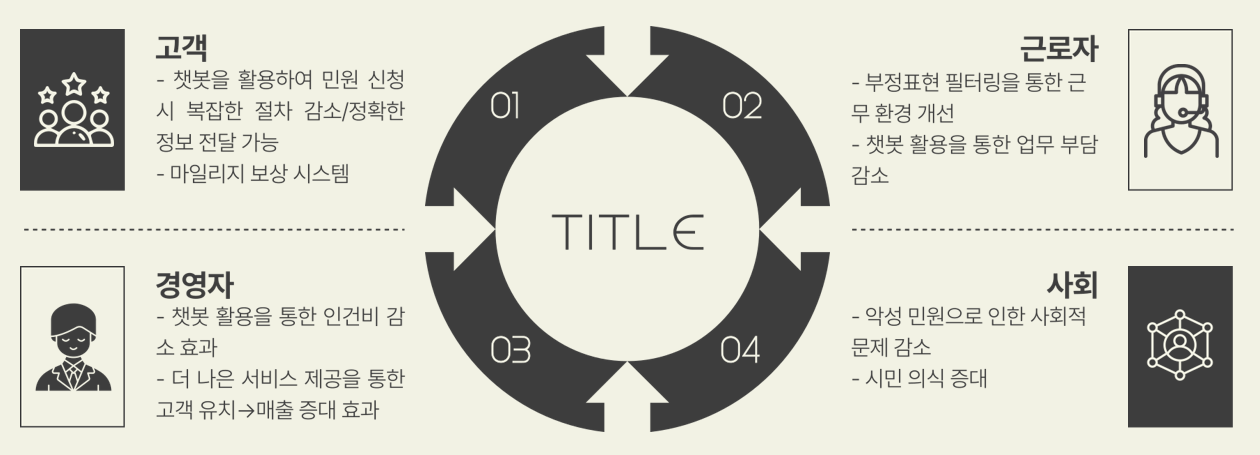 고객
- 챗봇을 활용하여 민원 신청
시 복잡한 절차 감소/정확한
정보 전달 가능
- 마일리지 보상 시스템
01
02
근로자
- 부정표현 필터링을 통한 근
무 환경 개선
- 챗봇 활용을 통한 업무 부담
감소
TITLE
경영자
- 챗봇 활용을 통한 인건비 감
소 효과
- 더 나은 서비스 제공을 통한
고객 유치→매출 증대 효과
03
04
사회
- 악성 민원으로 인한 사회적
문제 감소
- 시민 의식 증대